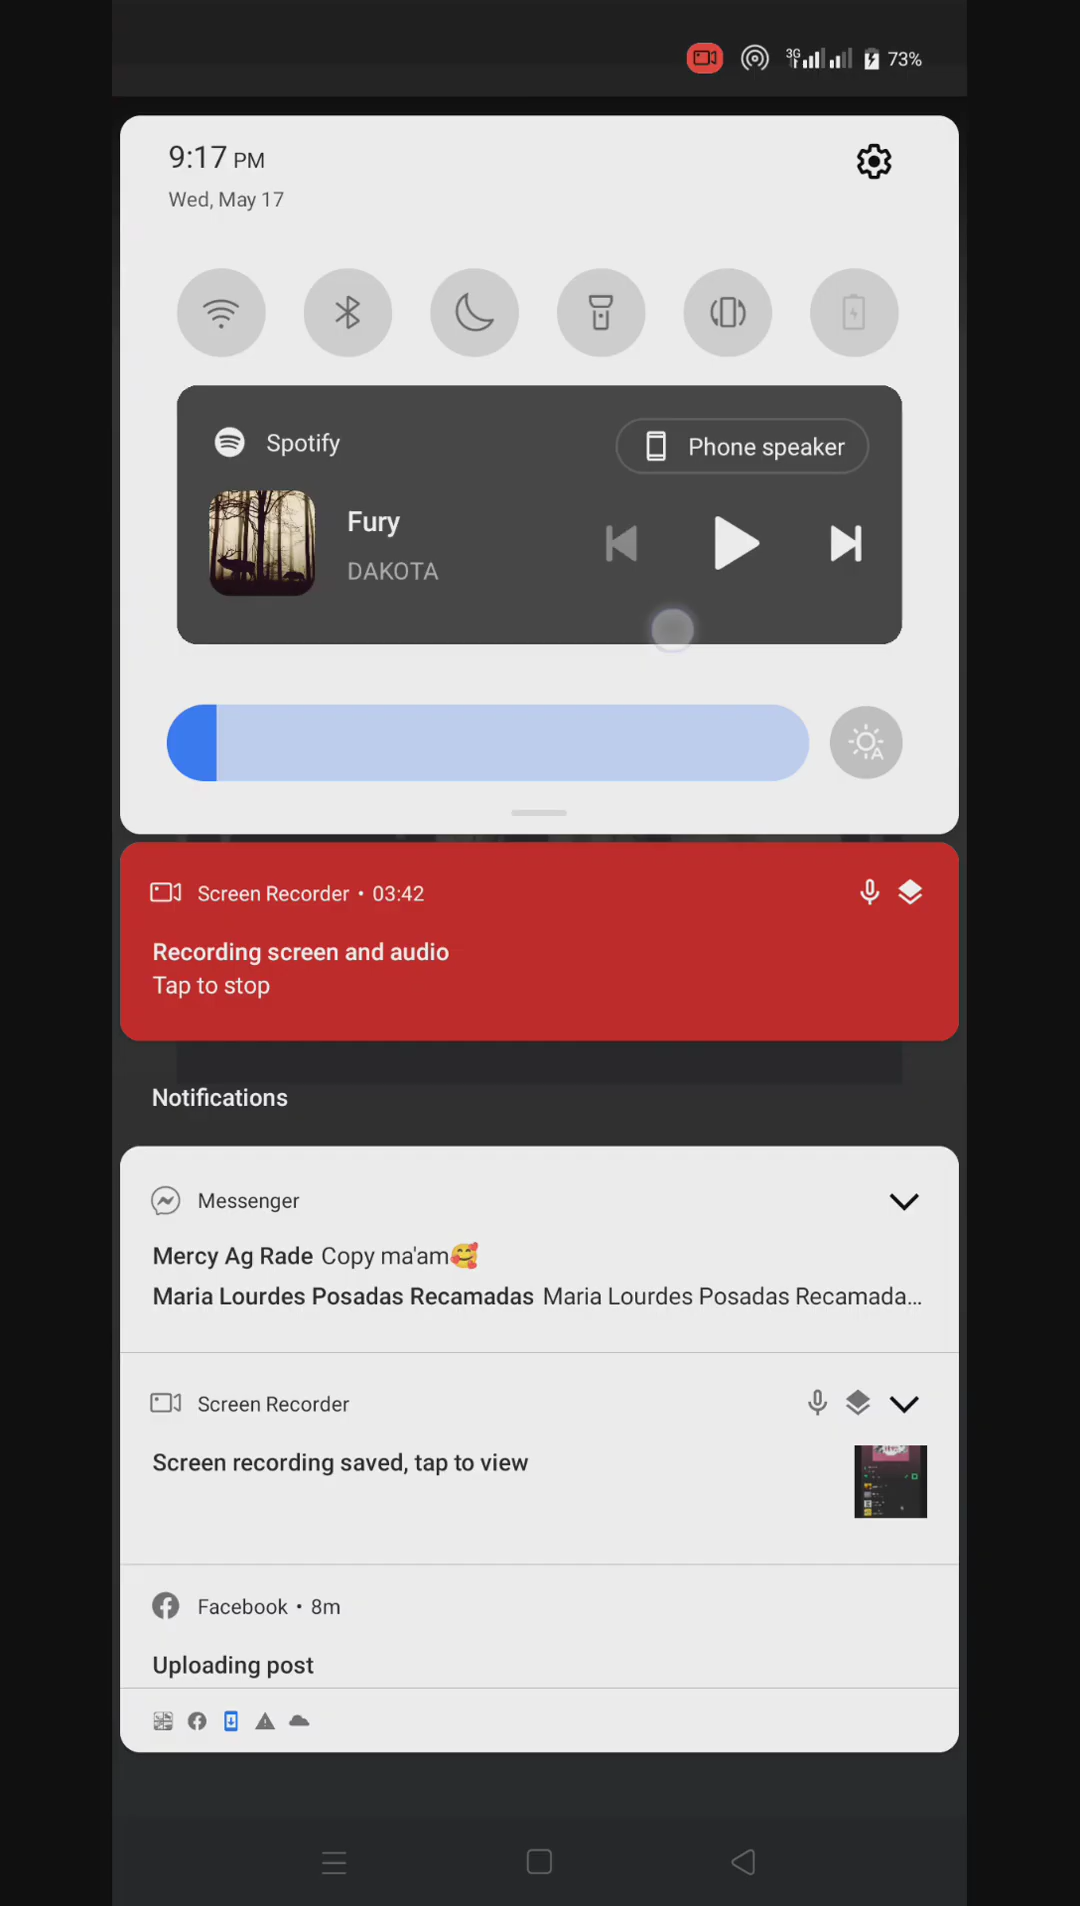 3G 73%
9:17 PM
Wed, May 17
Spotify
Phone speaker
Fury
DAKOTA
A
Screen Recorder • 03:42
Recording screen and audio
Tap to stop
Notifications
Messenger
Mercy Ag Rade Copy ma'am🥰
Maria Lourdes Posadas Recamadas Maria Lourdes Posadas Recamada...
Screen Recorder
Screen recording saved, tap to view
Facebook • 8m
Uploading post